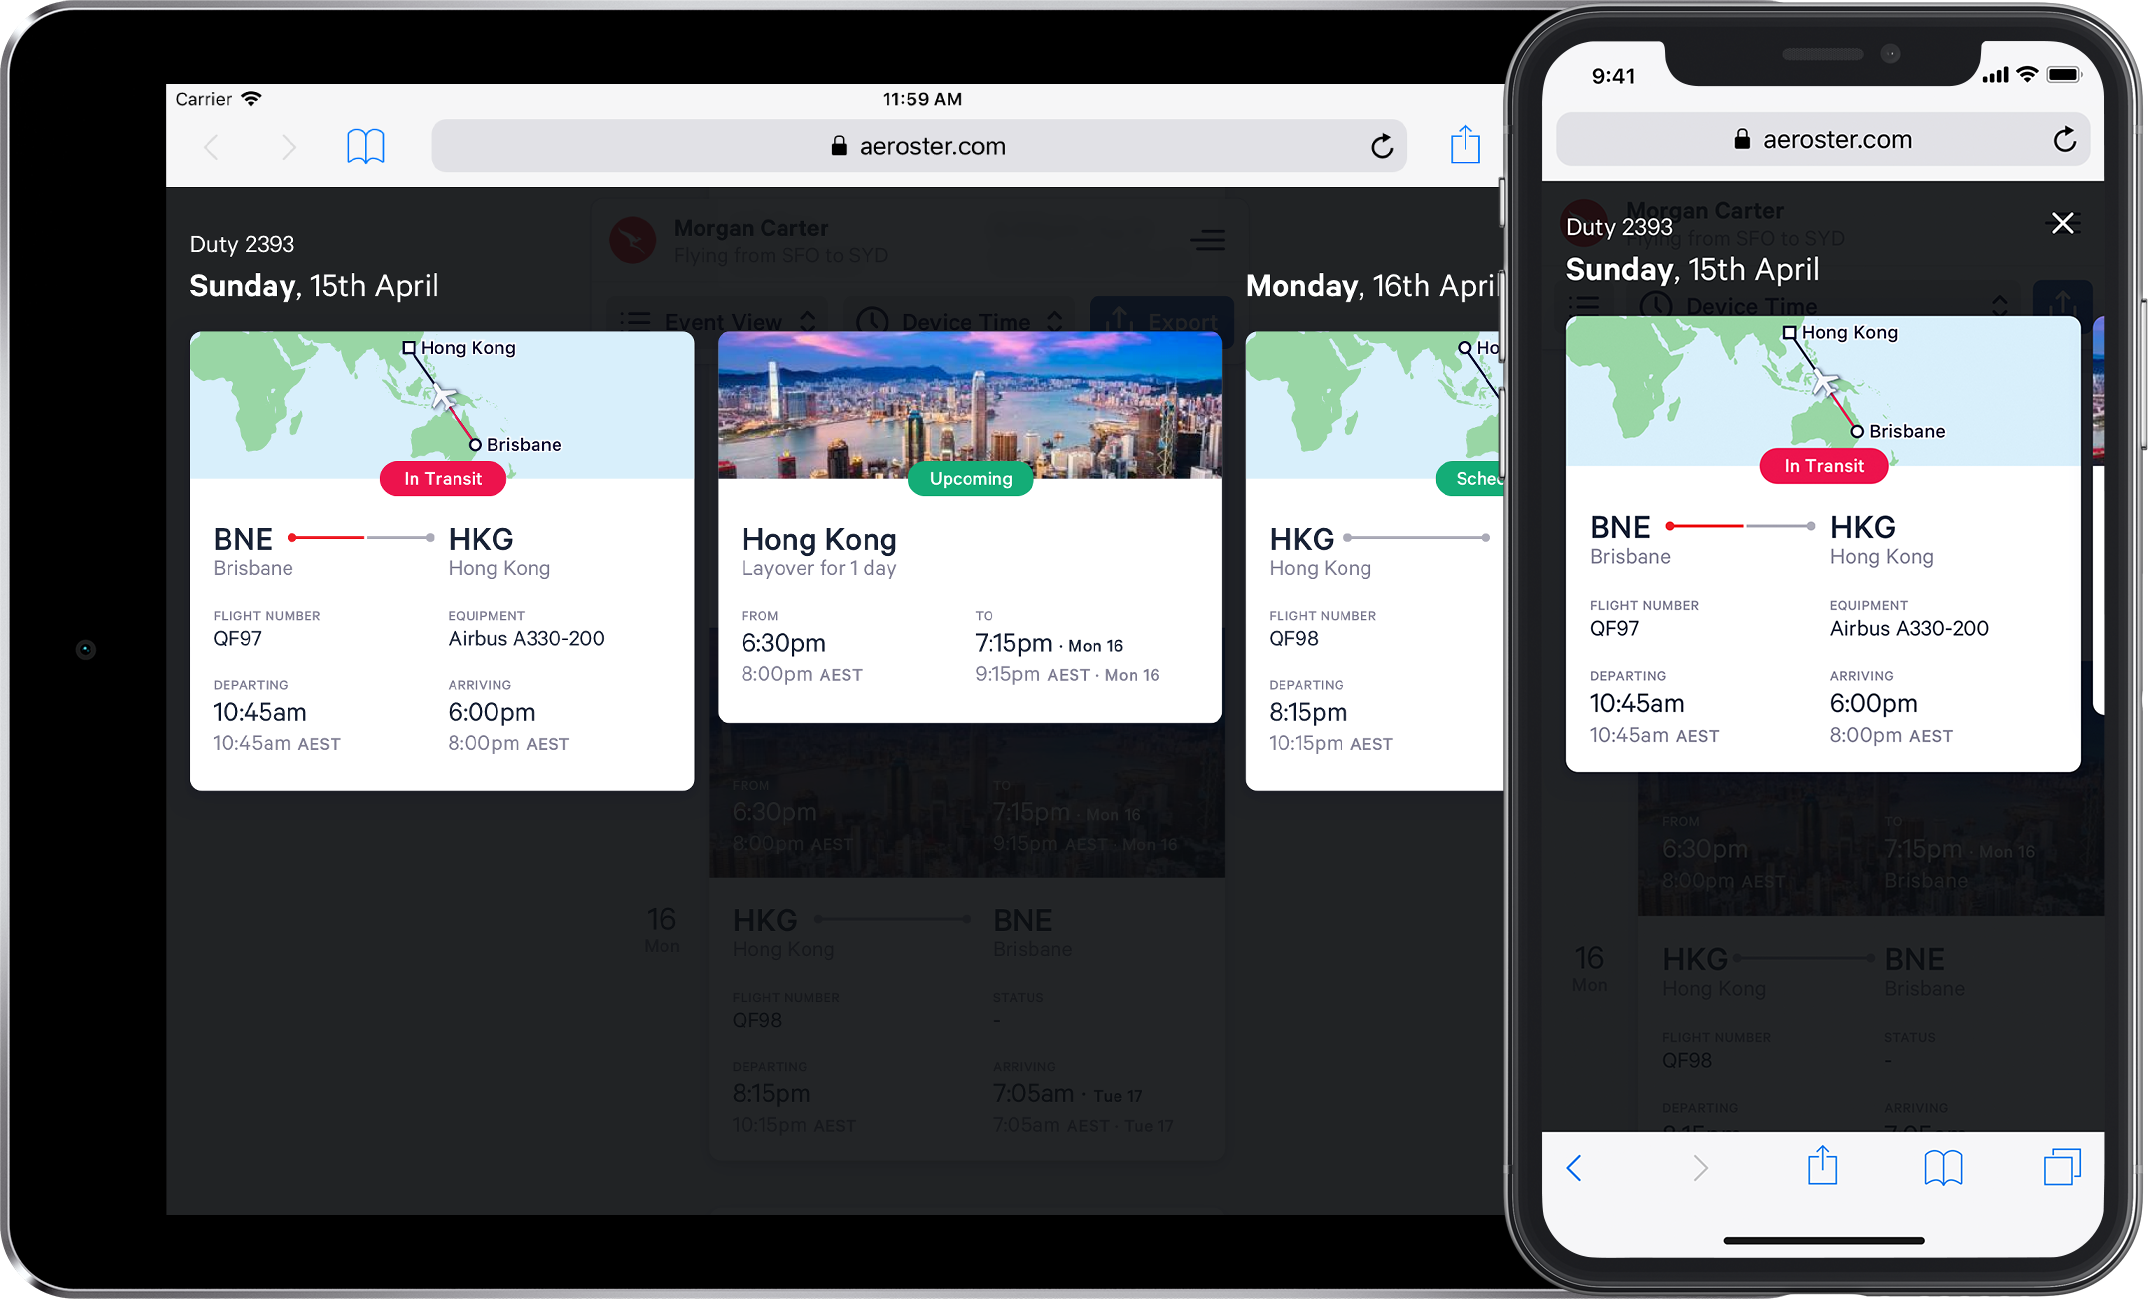 Carrier
11:59 AM
aeroster.com
Morgan Carter
Flying from SFO to SYD
Event View
Device Time
Export
Duty 2393
Sunday, 15th April
Hong Kong
Brisbane
In Transit
BNE
HKG
Brisbane
Hong Kong
FLIGHT NUMBER
EQUIPMENT
QF97
Airbus A330-200
DEPARTING
ARRIVING
10:45am
6:00pm
10:45am AEST
8:00pm AEST
Upcoming
Hong Kong
Layover for 1 day
FROM
TO
6:30pm
7:15pm · Mon 16
8:00pm AEST
9:15pm AEST · Mon 16
Monday, 16th April
HKG
Hong Kong
FLIGHT NUMBER
QF98
DEPARTING
8:15pm
10:15pm AEST
FROM
TO
6:30pm
7:15pm · Mon 16
8:00pm AEST
9:15pm AEST · Mon 16
16
Mon
HKG
BNE
Hong Kong
Brisbane
FLIGHT NUMBER
STATUS
QF98
-
DEPARTING
ARRIVING
8:15pm
7:05am · Tue 17
10:15pm AEST
7:05am AEST · Tue 17
9:41
aeroster.com
Morgan Carter
Flying from SFO to SYD
Duty 2393
Sunday, 15th April
Device Time
Hong Kong
Brisbane
In Transit
BNE
HKG
Brisbane
Hong Kong
FLIGHT NUMBER
EQUIPMENT
QF97
Airbus A330-200
DEPARTING
ARRIVING
10:45am
6:00pm
10:45am AEST
8:00pm AEST
FROM
TO
6:30pm
7:15pm · Mon 16
8:00pm AEST
Brisbane
16
Mon
HKG
BNE
Hong Kong
Brisbane
FLIGHT NUMBER
STATUS
QF98
-
DEPARTING
ARRIVING